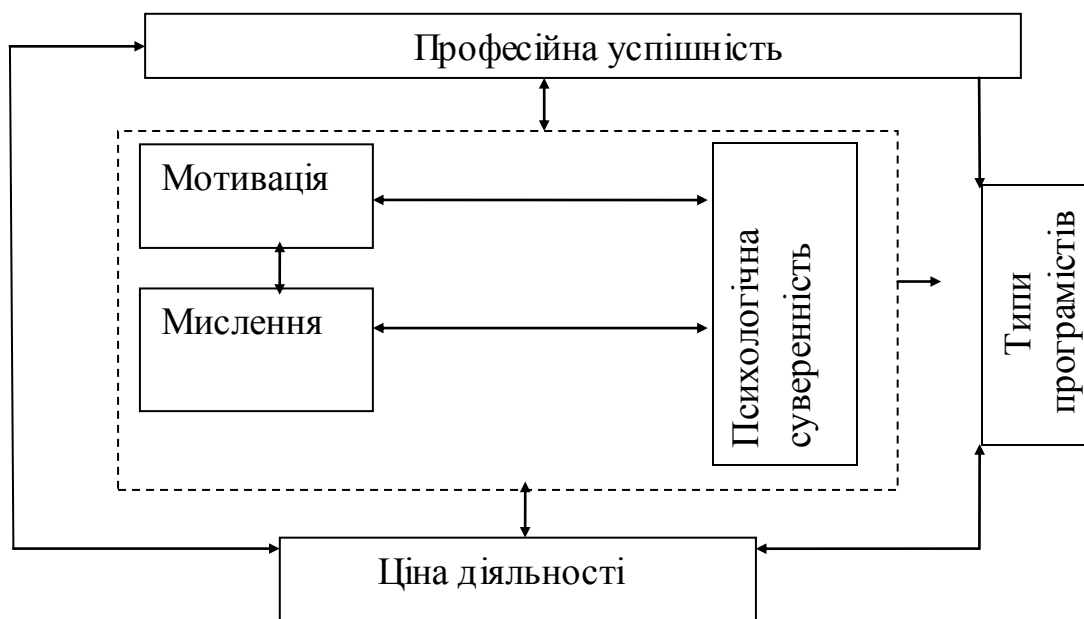 Професійна успішність
Мотивація
Мислення
Психологічна
суверенність
Типи
програмістів
Ціна діяльності